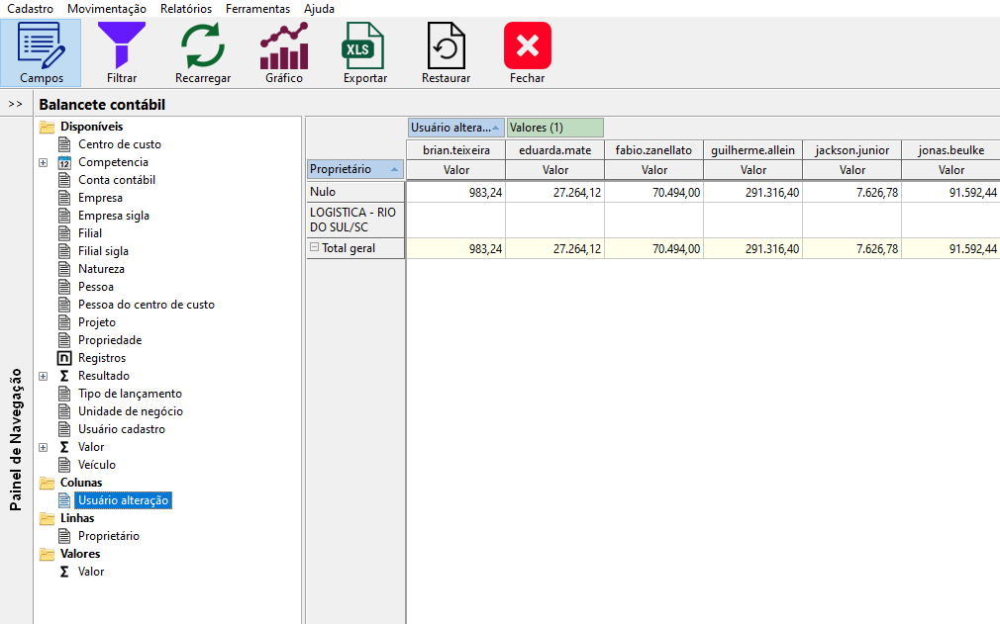 Cadastro Movimentação Relatórios Ferramentas Ajuda
XLS
Campos Filtrar Recarregar Gráfico Exportar Restaurar Fechar
>> Balancete contábil
Painel de Navegação
Disponíveis
Centro de custo
12 Competencia
Conta contábil
Empresa
Empresa sigla
Filial
Filial sigla
Natureza
Pessoa
Pessoa do centro de custo
Projeto
Propriedade
n Registros
Σ Resultado
Tipo de lançamento
Unidade de negócio
Usuário cadastro
Σ Valor
Veículo
Colunas
Usuário alteração
Linhas
Proprietário
Valores
Σ Valor
Usuário altera... Valores (1)
brian.teixeira eduarda.mate fabio.zanellato guilherme.allein jackson.junior jonas.beulke
Proprietário Valor Valor Valor Valor Valor Valor
Nulo 983,24 27.264,12 70.494,00 291.316,40 7.626,78 91.592,44
LOGISTICA - RIO
DO SUL/SC
Total geral 983,24 27.264,12 70.494,00 291.316,40 7.626,78 91.592,44